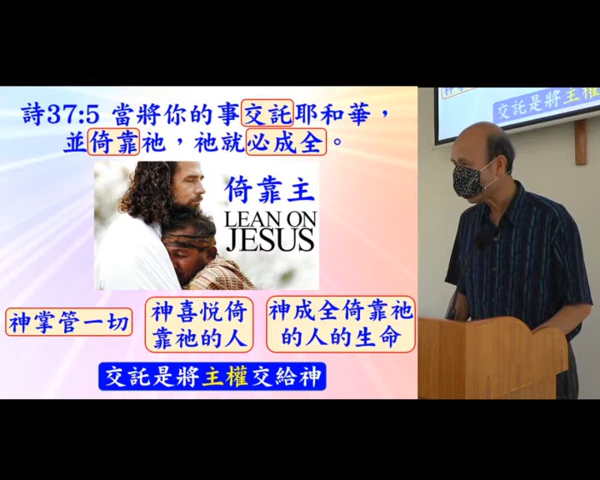 詩37:5 當將你的事交託耶和華，
並倚靠祂，祂就必成全。
倚靠主
LEAN ON
JESUS
神掌管一切
神喜悦倚
靠祂的人
神成全倚靠祂
的人的生命
交託是將主權交給神
交託是將主權